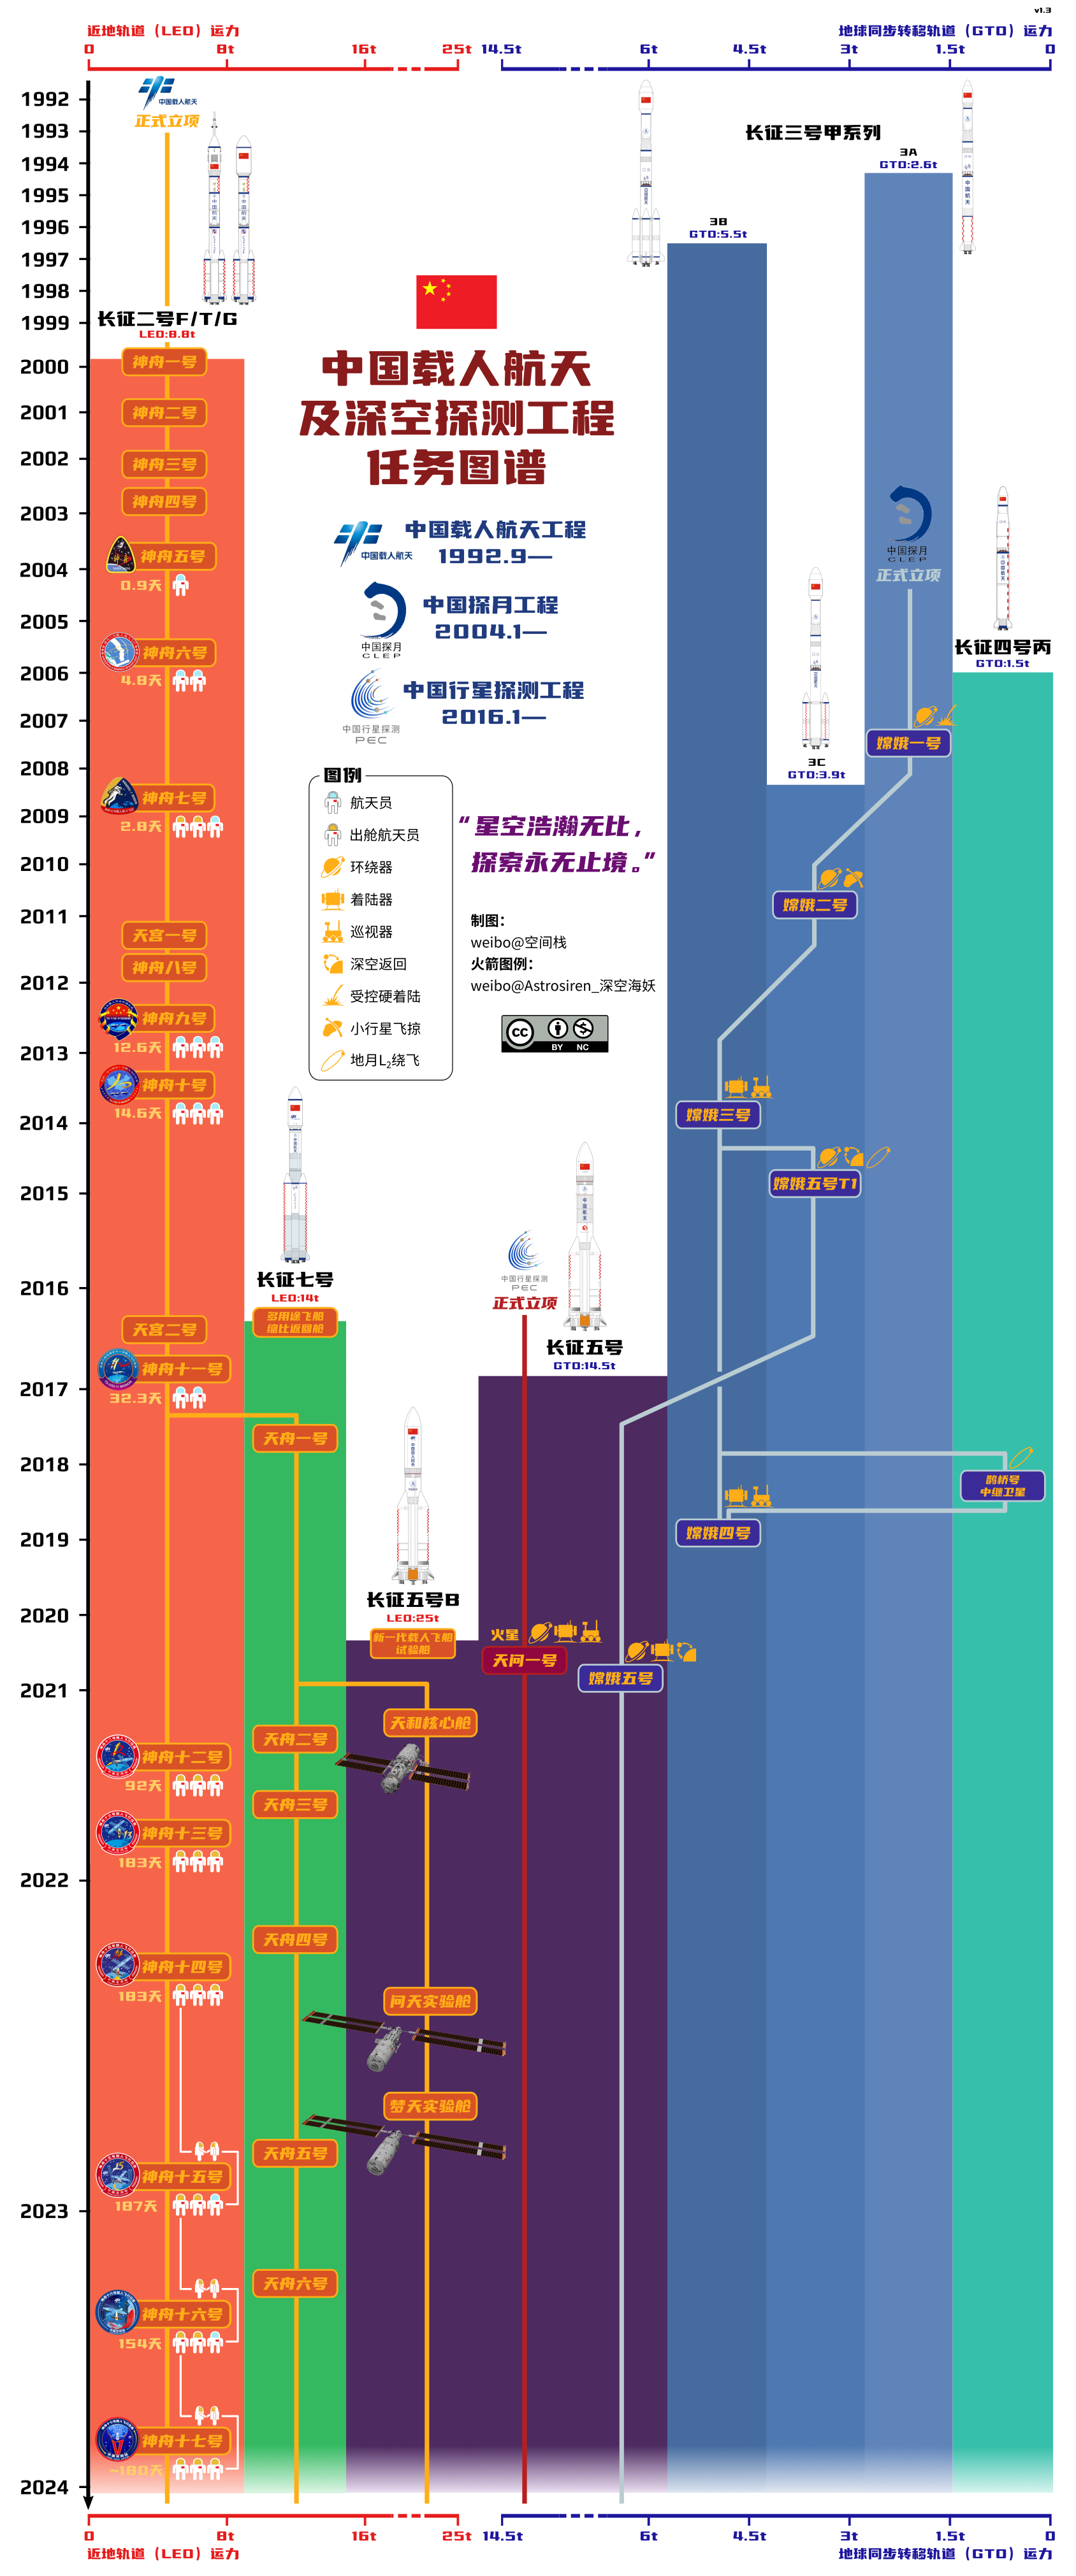 v1.3
近地轨道（LEO）运力
地球同步转移轨道（GTO）运力
0
8t
16t
25t
14.5t
6t
4.5t
3t
1.5t
0
1992
1993
1994
1995
1996
1997
1998
1999
2000
2001
2002
2003
2004
2005
2006
2007
2008
2009
2010
2011
2012
2013
2014
2015
2016
2017
2018
2019
2020
2021
2022
2023
2024
中国载人航天
正式立项
长征二号F/T/G
LEO:8.8t
神舟一号
神舟二号
神舟三号
神舟四号
神舟五号
0.9天
神舟六号
4.8天
神舟七号
2.8天
天宫一号
神舟八号
神舟九号
12.6天
神舟十号
14.6天
天宫二号
神舟十一号
32.3天
神舟十二号
92天
神舟十三号
183天
神舟十四号
183天
神舟十五号
187天
神舟十六号
154天
神舟十七号
~180天
中国载人航天
及深空探测工程
任务图谱
中国载人航天
中国载人航天工程
1992.9—
中国探月
CLEP
中国探月工程
2004.1—
中国行星探测
PEC
中国行星探测工程
2016.1—
图例
航天员
出舱航天员
环绕器
着陆器
巡视器
深空返回
受控硬着陆
小行星飞掠
地月L2绕飞
“星空浩瀚无比，
探索永无止境。”
制图：
weibo@空间栈
火箭图例：
weibo@Astrosiren_深空海妖
CC BY NC
长征七号
LEO:14t
多用途飞船
缩比返回舱
天舟一号
天舟二号
天舟三号
天舟四号
天舟五号
天舟六号
长征五号B
LEO:25t
新一代载人飞船
试验船
天和核心舱
问天实验舱
梦天实验舱
中国行星探测
PEC
正式立项
长征五号
GTO:14.5t
火星
天问一号
嫦娥五号
长征三号甲系列
3B
GTO:5.5t
3A
GTO:2.6t
3C
GTO:3.9t
中国探月
CLEP
正式立项
长征四号丙
GTO:1.5t
嫦娥一号
嫦娥二号
嫦娥三号
嫦娥五号T1
鹊桥号
中继卫星
嫦娥四号
0
8t
16t
25t
14.5t
6t
4.5t
3t
1.5t
0
近地轨道（LEO）运力
地球同步转移轨道（GTO）运力